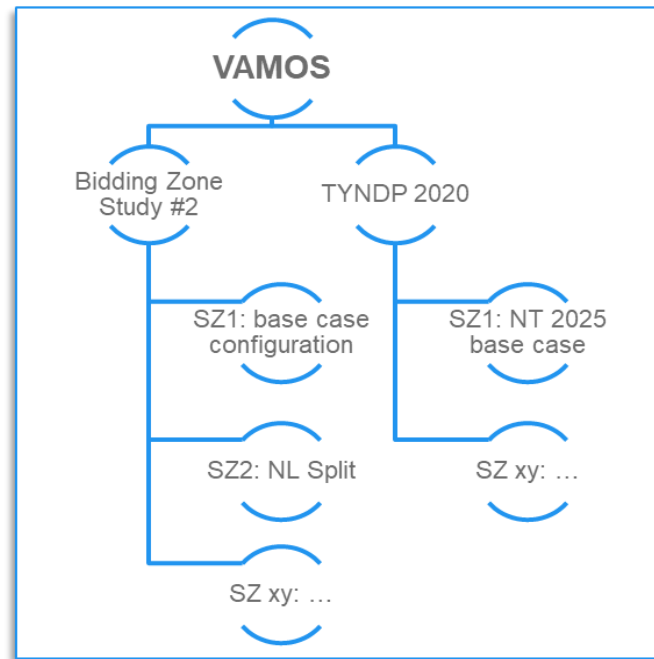 VAMOS
Bidding Zone
Study #2
TYNDP 2020
SZ1: base case
configuration
SZ1: NT 2025
base case
SZ2: NL Split
SZ xy: …
SZ xy: …